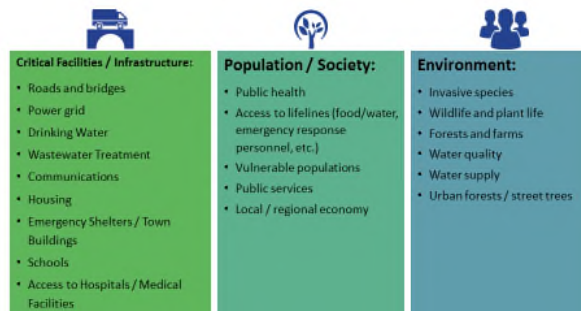 Critical Facilities / Infrastructure:
• Roads and bridges
• Power grid
• Drinking Water
• Wastewater Treatment
• Communications
• Housing
• Emergency Shelters / Town
Buildings
• Schools
• Access to Hospitals / Medical
Facilities
Population / Society:
• Public health
• Access to lifelines (food/water,
emergency response
personnel, etc.)
• Vulnerable populations
• Public services
• Local / regional economy
Environment:
• Invasive species
• Wildlife and plant life
• Forests and farms
• Water quality
• Water supply
• Urban forests / street trees